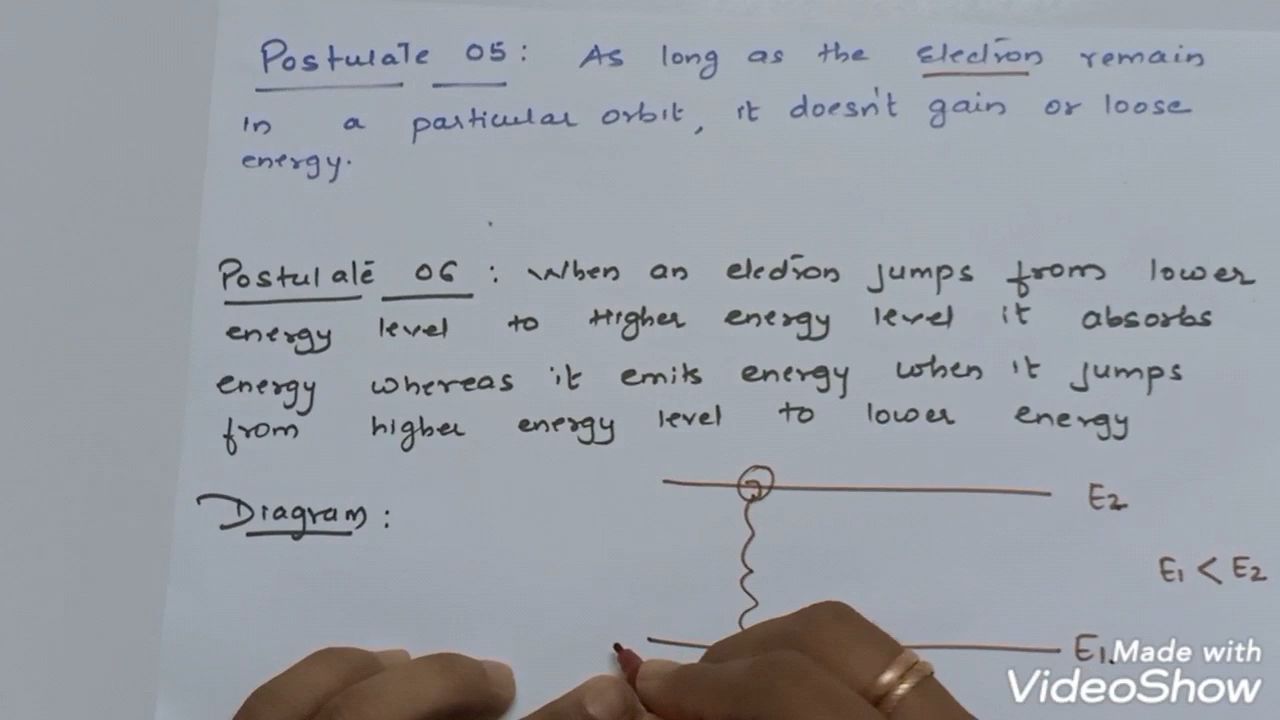 Postulate 05: As long as the Electron remain
in a particular orbit, it doesn't gain or loose
energy.
Postulate 06: When an electron jumps from lower
energy level to Higher energy level it absorbs
energy whereas it emits energy when it jumps
from higher energy level to lower energy
Diagram:
E2
E1 < E2
E1
Made with
VideoShow